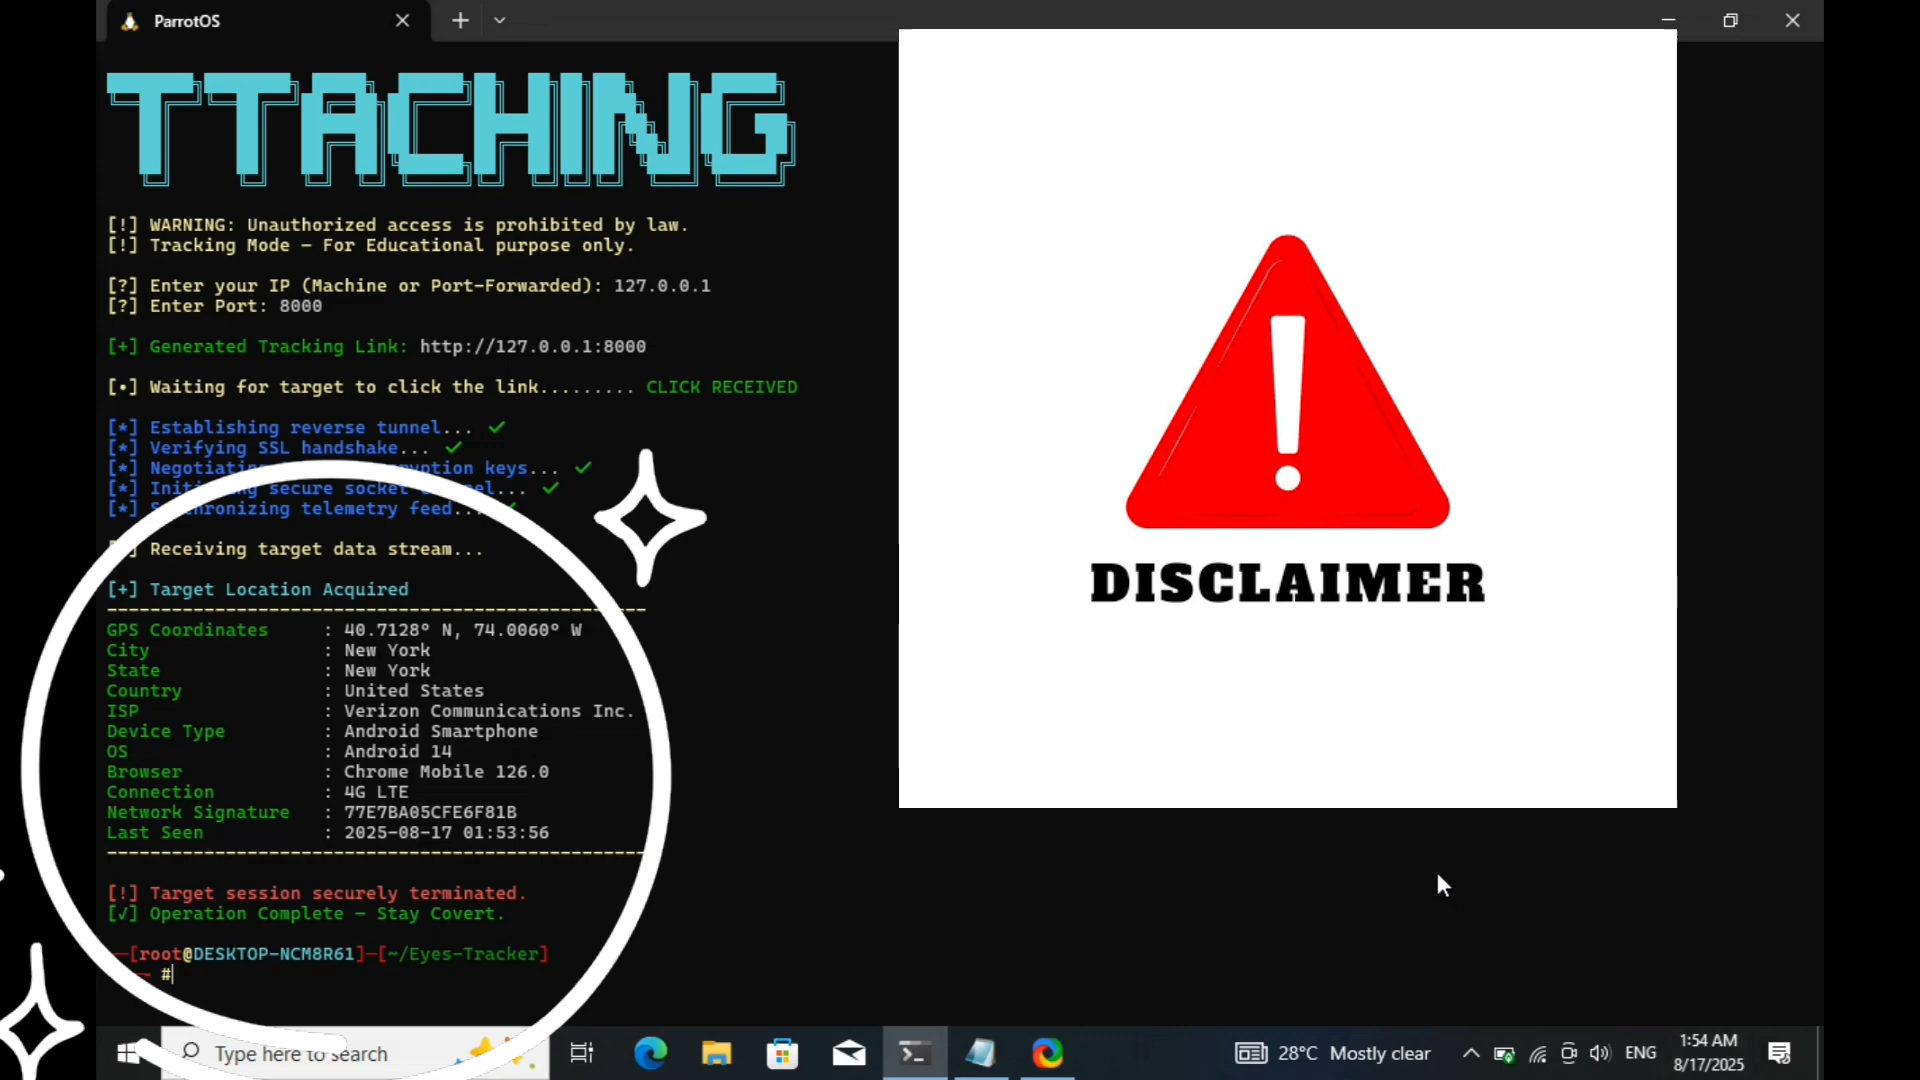 ParrotOS
TTACHING
[!] WARNING: Unauthorized access is prohibited by law.
[!] Tracking Mode – For Educational purpose only.
[?] Enter your IP (Machine or Port-Forwarded): 127.0.0.1
[?] Enter Port: 8000
[+] Generated Tracking Link: http://127.0.0.1:8000
[•] Waiting for target to click the link......... CLICK RECEIVED
[*] Establishing reverse tunnel... ✓
[*] Verifying SSL handshake... ✓
[*] keys... ✓
[*] secure socket ... ✓
[*] telemetry feed...
Receiving target data stream...
[+] Target Location Acquired
--------------------------------------------------
GPS Coordinates : 40.7128° N, 74.0060° W
City : New York
State : New York
Country : United States
ISP : Verizon Communications Inc.
Device Type : Android Smartphone
OS : Android 14
Browser : Chrome Mobile 126.0
Connection : 4G LTE
Network Signature : 77E7BA05CFE6F81B
Last Seen : 2025-08-17 01:53:56
--------------------------------------------------
[!] Target session securely terminated.
[✓] Operation Complete – Stay Covert.
[root@DESKTOP-NCM8R61]-[~/Eyes-Tracker]
#
DISCLAIMER
Type here to search
28°C Mostly clear
ENG
1:54 AM
8/17/2025